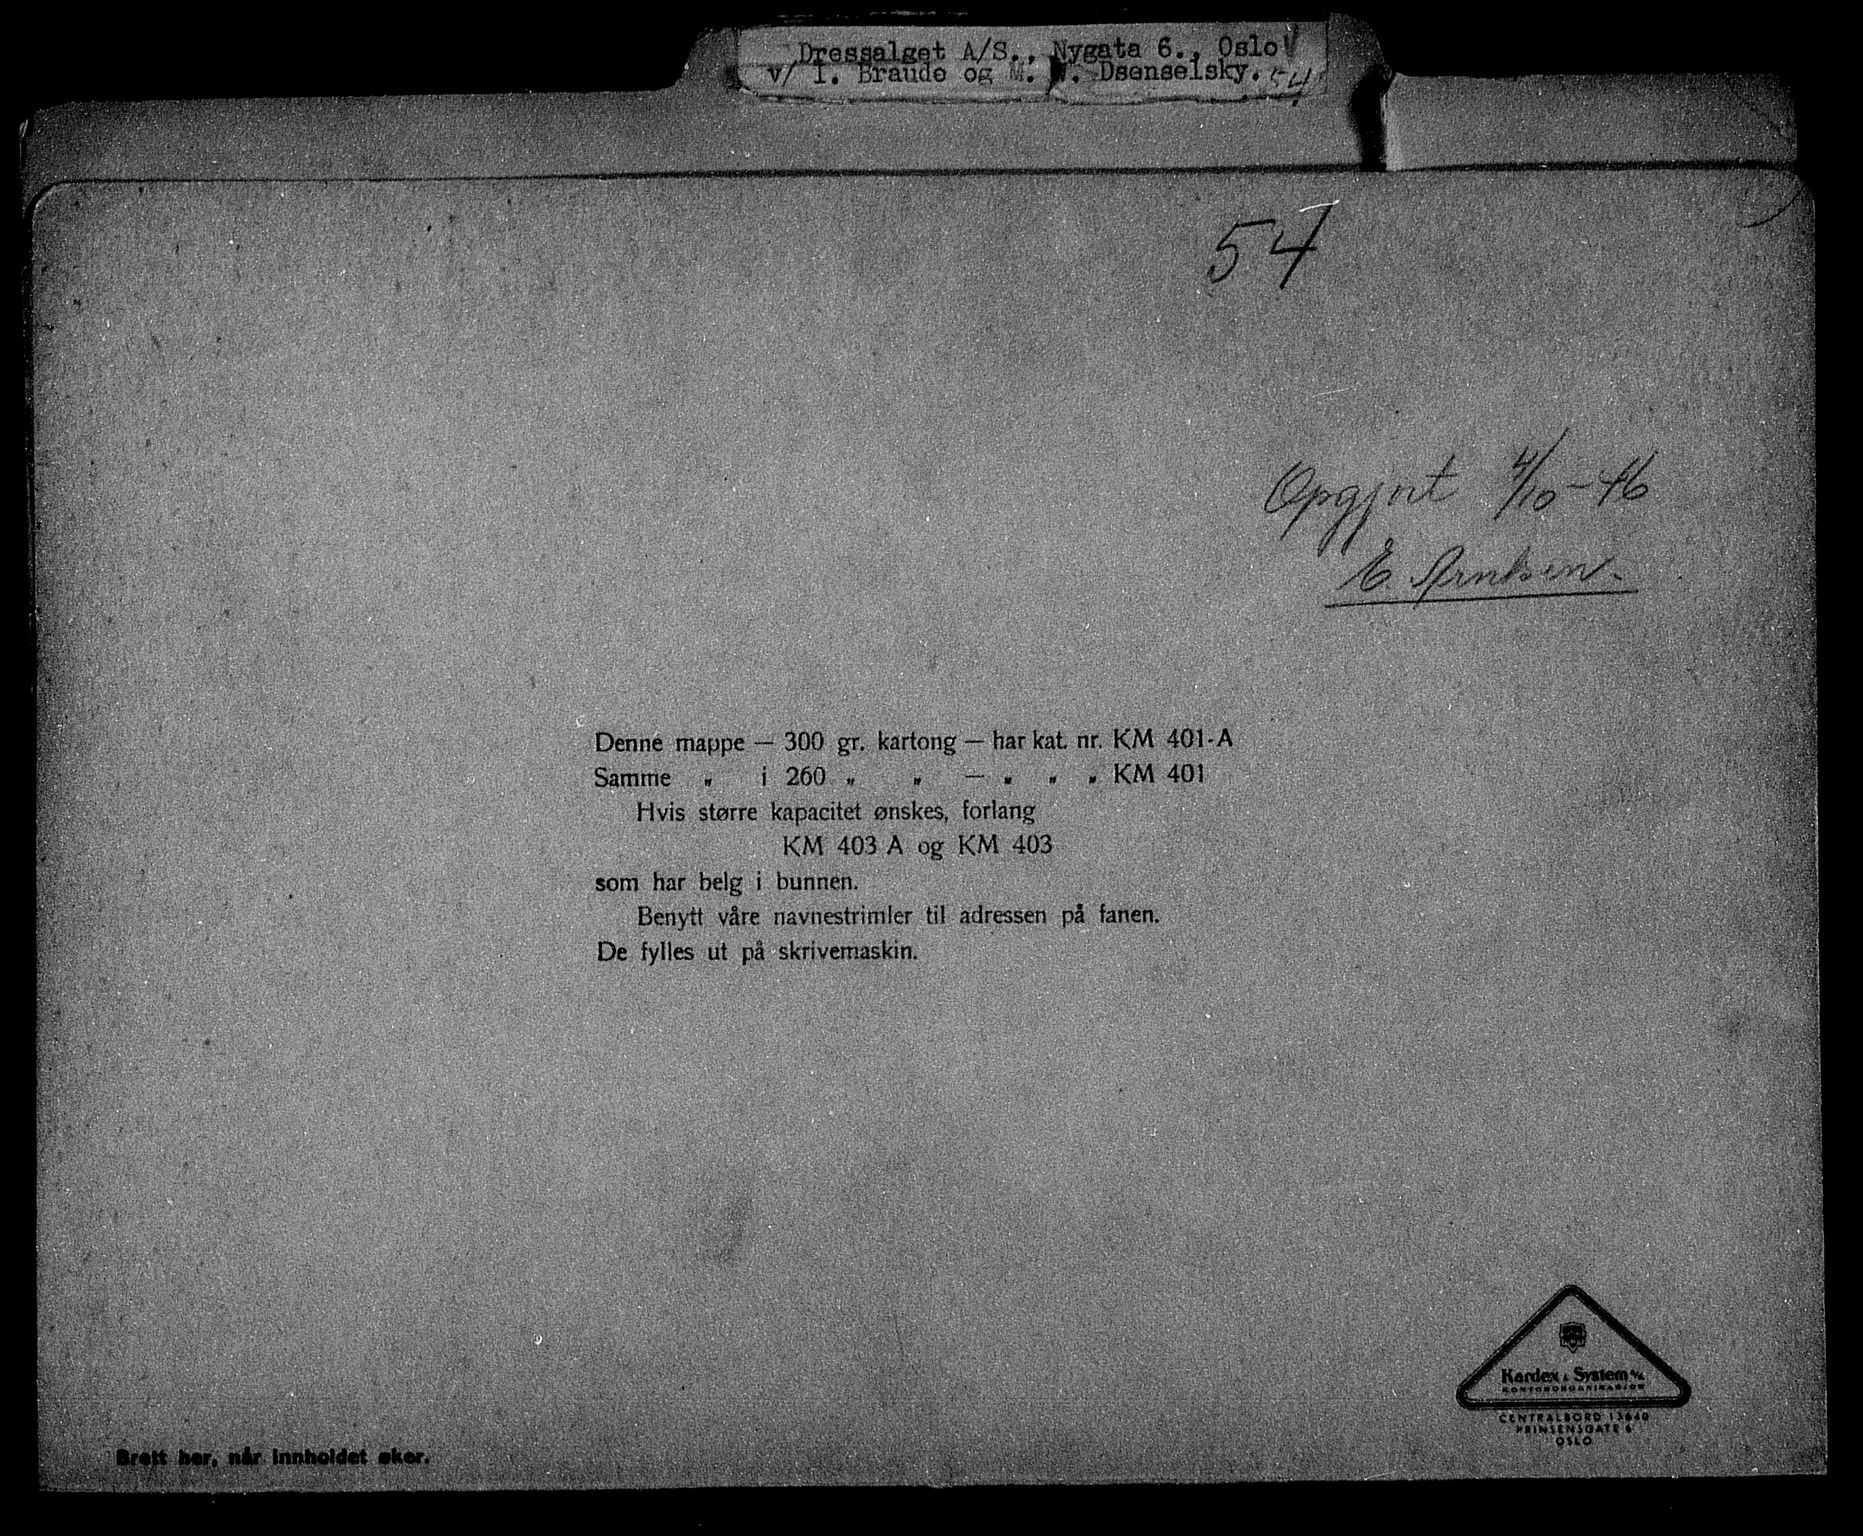 Dressalget A/S., Nygata 6., Oslo
v/ I. Braude og M. W. Dsenselsky. 54
54
Opgjort 4/10-46
E. Arntsen.
Denne mappe — 300 gr. kartong — har kat. nr. KM 401-A
Samme „ i 260 „ „ — „ „ „ KM 401
Hvis større kapacitet ønskes, forlang
KM 403 A og KM 403
som har belg i bunnen.
Benytt våre navnestrimler til adressen på fanen.
De fylles ut på skrivemaskin.
Kardex & System A/S
KONTORORGANISASJON
CENTRALBORD 13640
PRINSENSGATE 6
OSLO
Brett her, når innholdet øker.